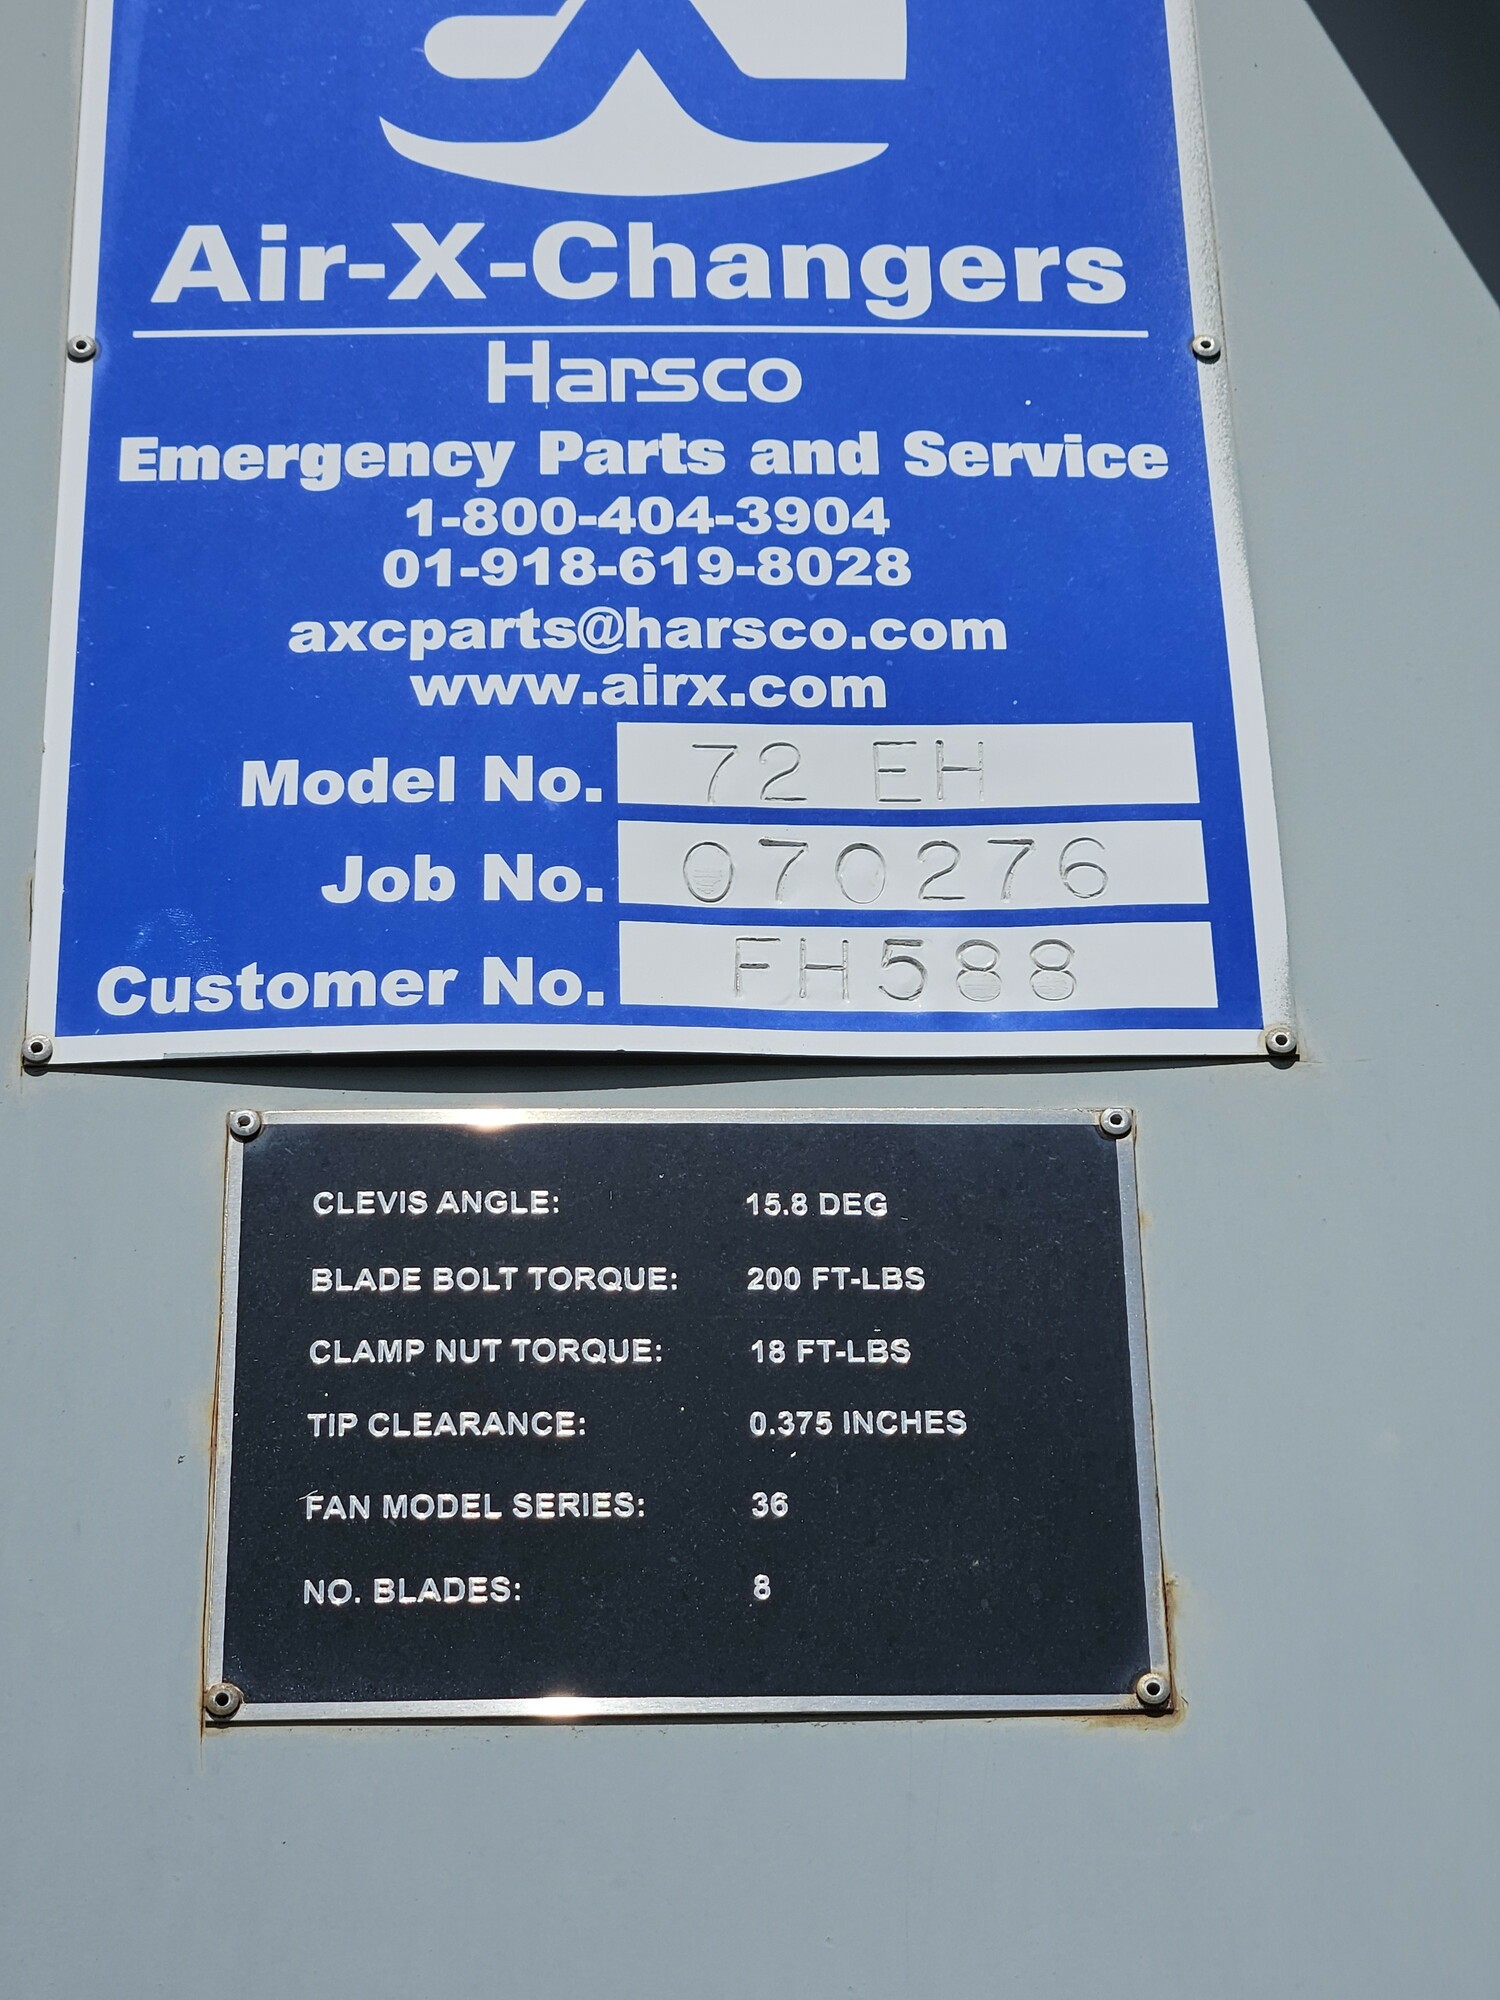 Air-X-Changers
Harsco
Emergency Parts and Service
1-800-404-3904
01-918-619-8028
axcparts@harsco.com
www.airx.com
Model No. 72 EH
Job No. 070276
Customer No. FH588
CLEVIS ANGLE: 15.8 DEG
BLADE BOLT TORQUE: 200 FT-LBS
CLAMP NUT TORQUE: 18 FT-LBS
TIP CLEARANCE: 0.375 INCHES
FAN MODEL SERIES: 36
NO. BLADES: 8